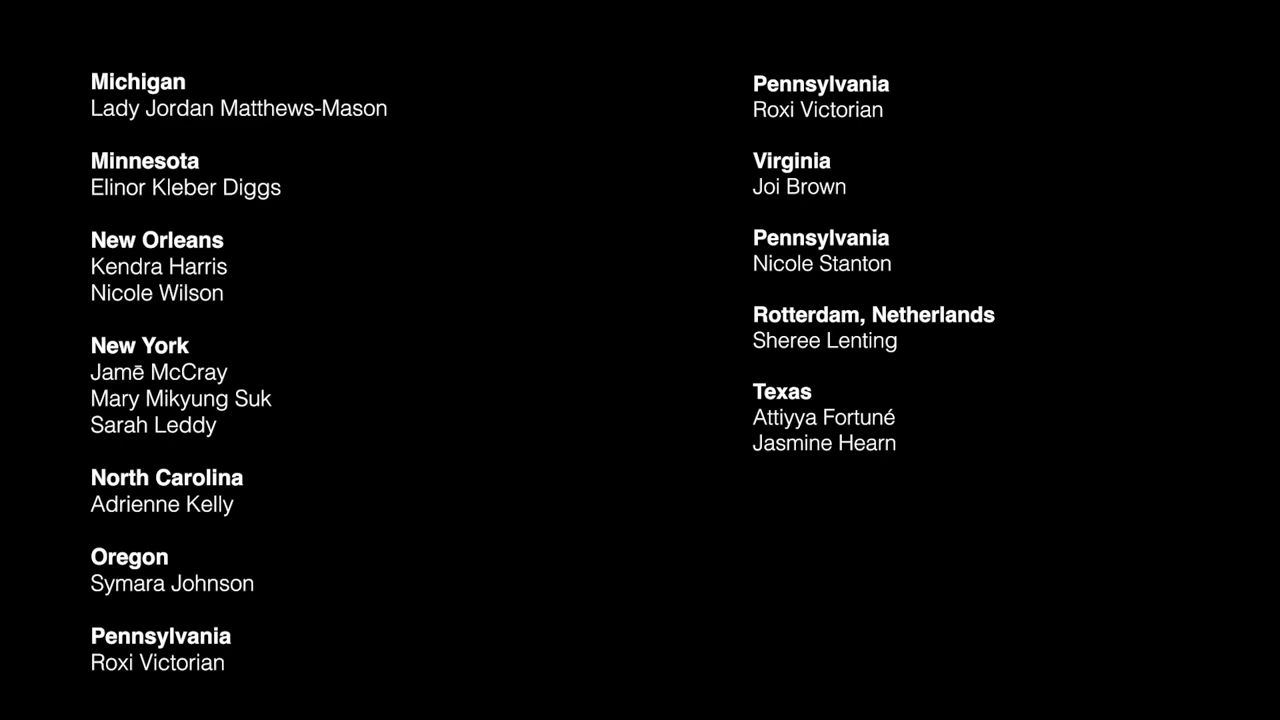 Michigan
Lady Jordan Matthews-Mason
Minnesota
Elinor Kleber Diggs
New Orleans
Kendra Harris
Nicole Wilson
New York
Jamē McCray
Mary Mikyung Suk
Sarah Leddy
North Carolina
Adrienne Kelly
Oregon
Symara Johnson
Pennsylvania
Roxi Victorian
Pennsylvania
Roxi Victorian
Virginia
Joi Brown
Pennsylvania
Nicole Stanton
Rotterdam, Netherlands
Sheree Lenting
Texas
Attiyya Fortuné
Jasmine Hearn